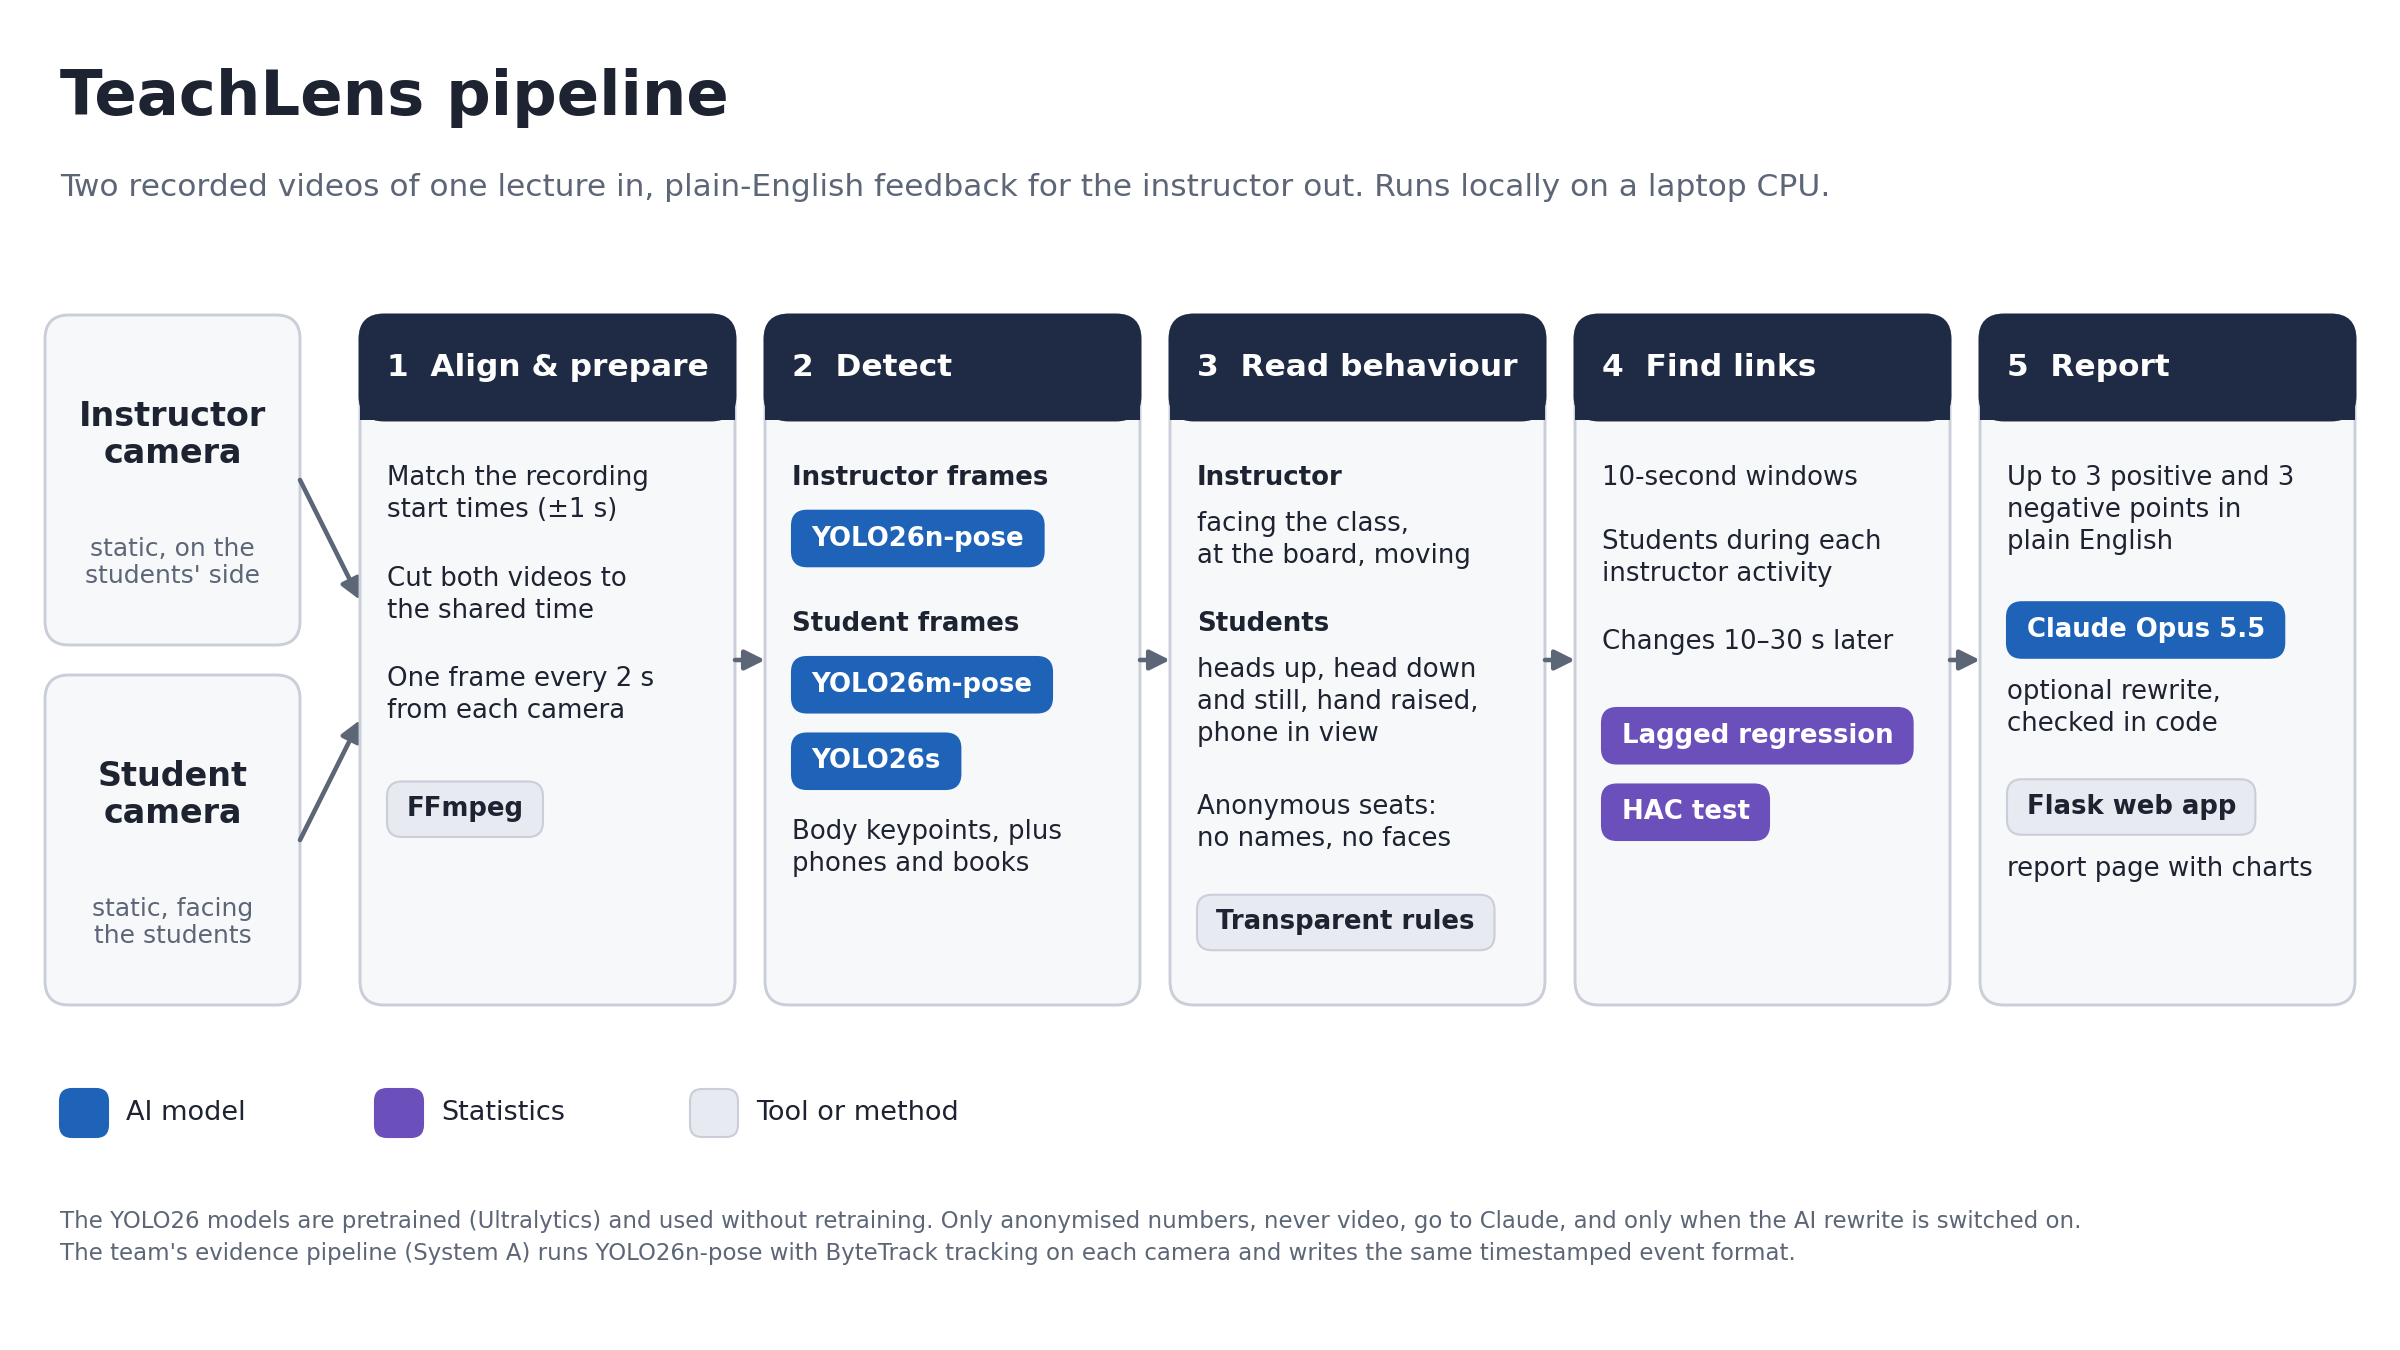 TeachLens pipeline
Two recorded videos of one lecture in, plain-English feedback for the instructor out. Runs locally on a laptop CPU.
Instructor
camera
static, on the
students' side
Student
camera
static, facing
the students
1 Align & prepare
Match the recording
start times (±1 s)
Cut both videos to
the shared time
One frame every 2 s
from each camera
FFmpeg
2 Detect
Instructor frames
YOLO26n-pose
Student frames
YOLO26m-pose
YOLO26s
Body keypoints, plus
phones and books
3 Read behaviour
Instructor
facing the class,
at the board, moving
Students
heads up, head down
and still, hand raised,
phone in view
Anonymous seats:
no names, no faces
Transparent rules
4 Find links
10-second windows
Students during each
instructor activity
Changes 10–30 s later
Lagged regression
HAC test
5 Report
Up to 3 positive and 3
negative points in
plain English
Claude Opus 5.5
optional rewrite,
checked in code
Flask web app
report page with charts
AI model
Statistics
Tool or method
The YOLO26 models are pretrained (Ultralytics) and used without retraining. Only anonymised numbers, never video, go to Claude, and only when the AI rewrite is switched on.
The team's evidence pipeline (System A) runs YOLO26n-pose with ByteTrack tracking on each camera and writes the same timestamped event format.